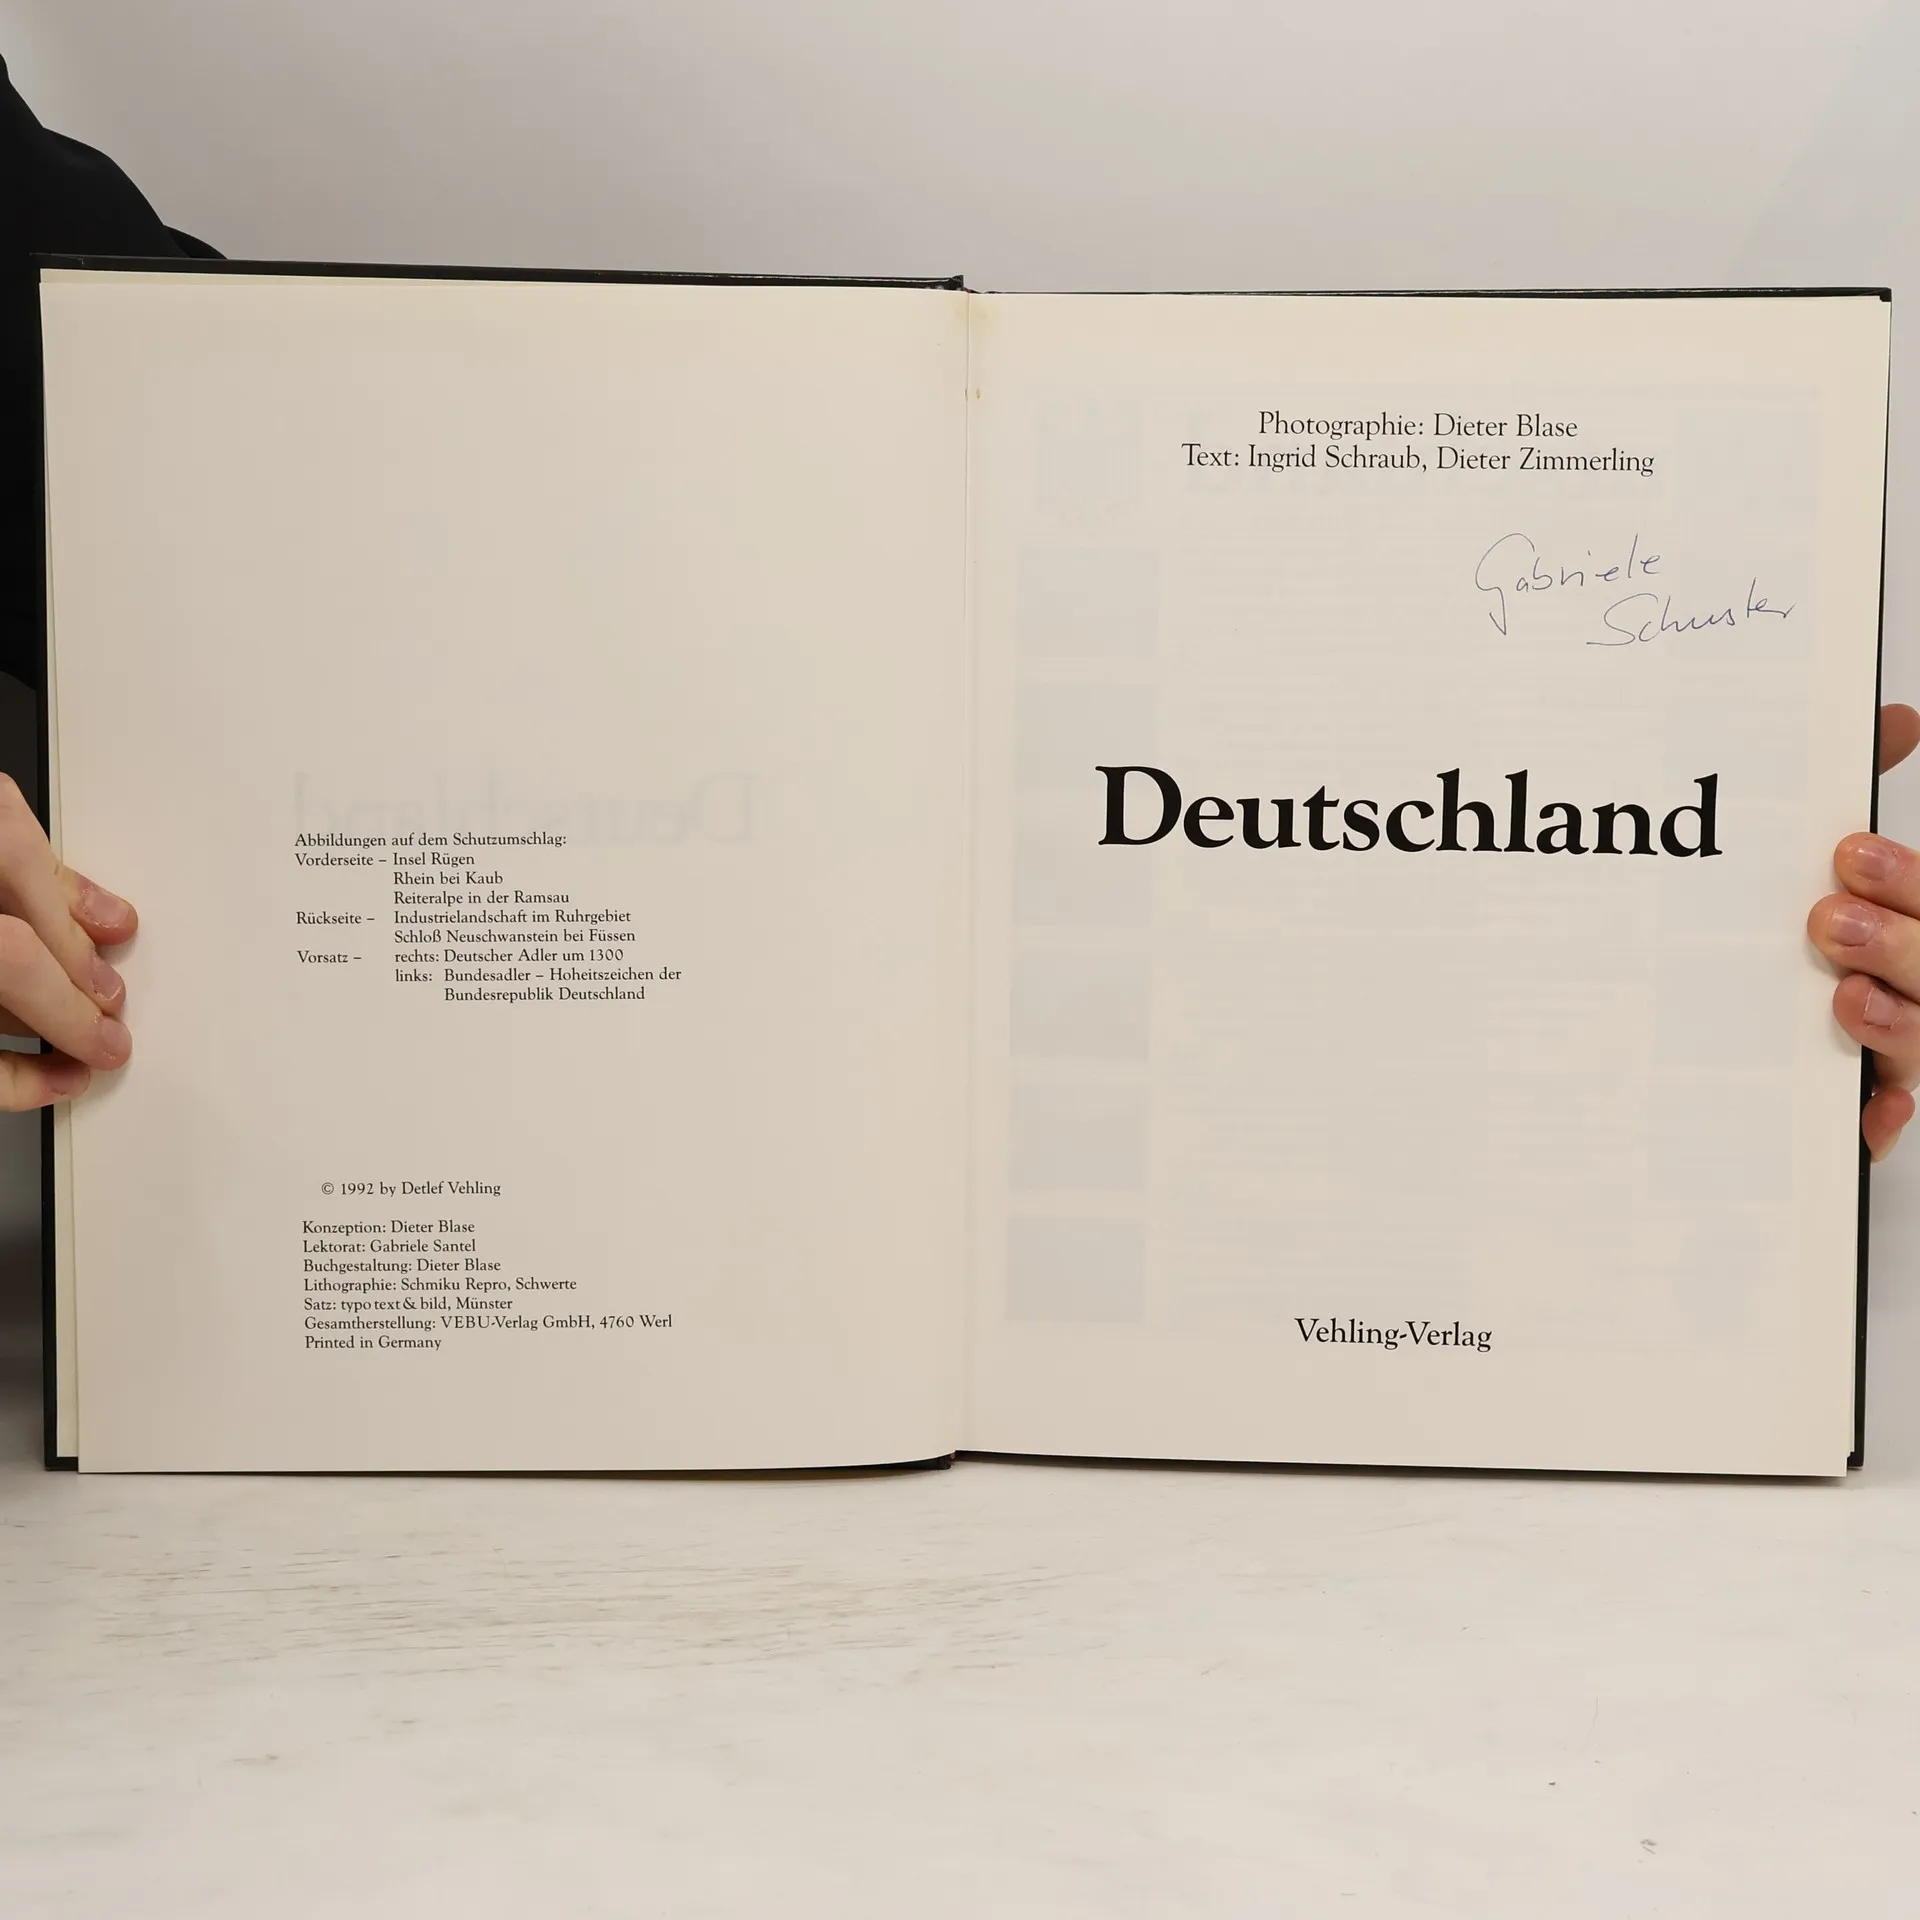 Abbildungen auf dem Schutzumschlag:
Vorderseite – Insel Rügen
Rhein bei Kaub
Reiteralpe in der Ramsau
Rückseite – Industrielandschaft im Ruhrgebiet
Schloß Neuschwanstein bei Füssen
Vorsatz – rechts: Deutscher Adler um 1300
links: Bundesadler – Hoheitszeichen der
Bundesrepublik Deutschland
© 1992 by Detlef Vehling
Konzeption: Dieter Blase
Lektorat: Gabriele Santel
Buchgestaltung: Dieter Blase
Lithographie: Schmiku Repro, Schwerte
Satz: typo text & bild, Münster
Gesamtherstellung: VEBU-Verlag GmbH, 4760 Werl
Printed in Germany
Photographie: Dieter Blase
Text: Ingrid Schraub, Dieter Zimmerling
Gabriele
Schuster
Deutschland
Vehling-Verlag